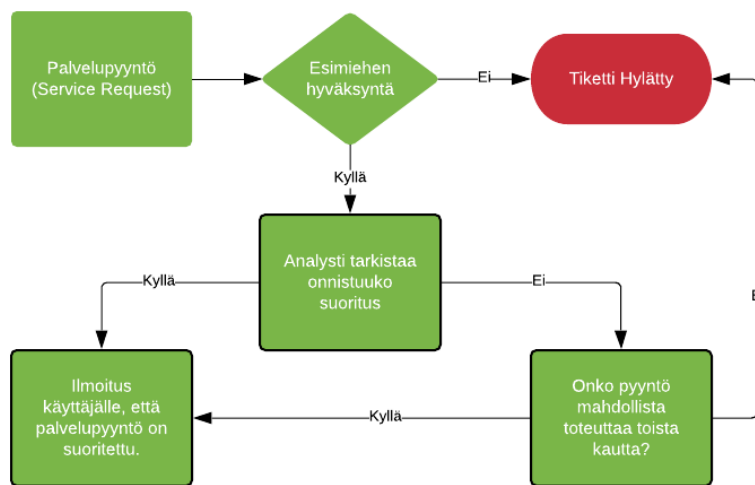 Palvelupyyntö
(Service Request)
Esimiehen
hyväksyntä
Ei
Tiketti Hylätty
Kyllä
Analysti tarkistaa
onnistuuko
suoritus
Kyllä
Ei
Ilmoitus
käyttäjälle, että
palvelupyyntö on
suoritettu.
Kyllä
Onko pyyntö
mahdollista
toteuttaa toista
kautta?